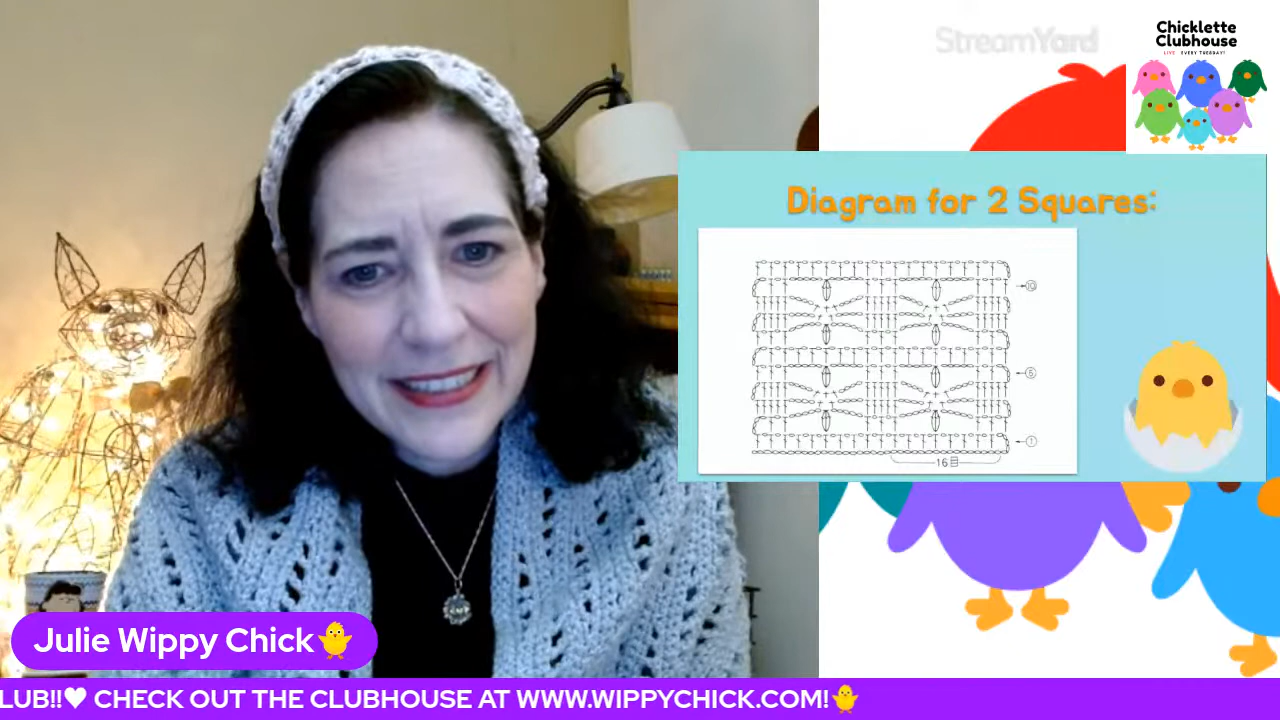 StreamYard
Chicklette
Clubhouse
LIVE EVERY TUESDAY!
Diagram for 2 Squares:
10
5
1
16目
Julie Wippy Chick🐥
LUB!!♥ CHECK OUT THE CLUBHOUSE AT WWW.WIPPYCHICK.COM!🐥